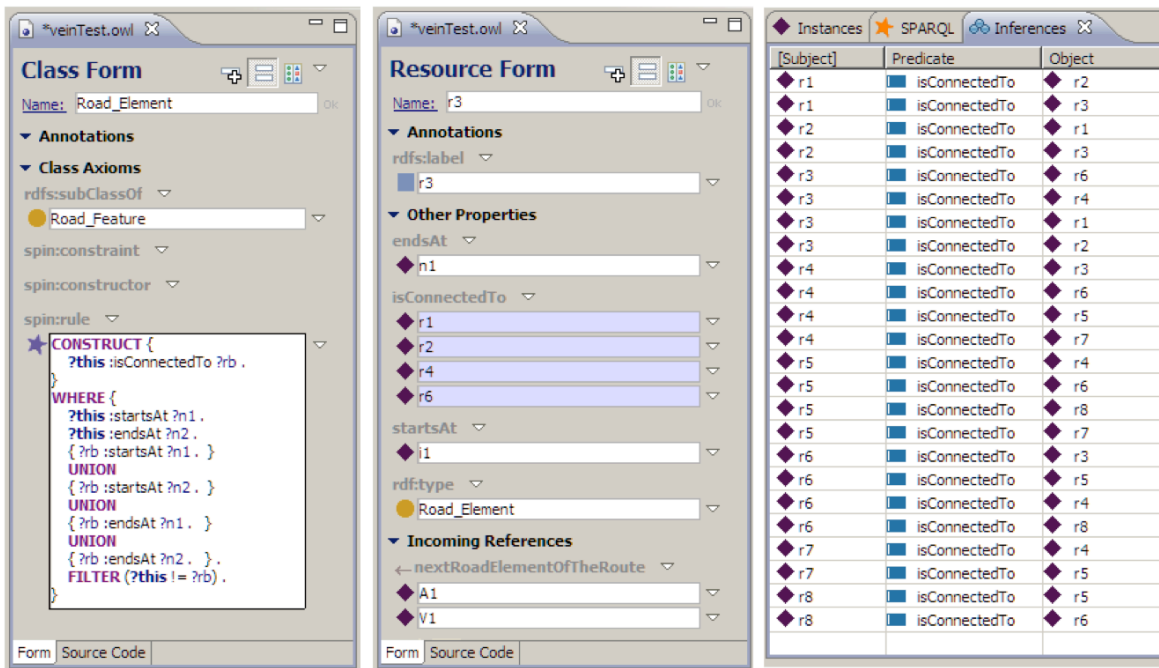 *veinTest.owl
Class Form
Name: Road_Element Ok
Annotations
Class Axioms
rdfs:subClassOf
Road_Feature
spin:constraint
spin:constructor
spin:rule
CONSTRUCT {
?this :isConnectedTo ?rb .
}
WHERE {
?this :startsAt ?n1 .
?this :endsAt ?n2 .
{ ?rb :startsAt ?n1 . }
UNION
{ ?rb :startsAt ?n2 . }
UNION
{ ?rb :endsAt ?n1 . }
UNION
{ ?rb :endsAt ?n2 . } .
FILTER (?this != ?rb) .
}
Form Source Code
*veinTest.owl
Resource Form
Name: r3 Ok
Annotations
rdfs:label
r3
Other Properties
endsAt
n1
isConnectedTo
r1
r2
r4
r6
startsAt
i1
rdf:type
Road_Element
Incoming References
←nextRoadElementOfTheRoute
A1
V1
Form Source Code
Instances SPARQL Inferences
[Subject] Predicate Object
r1 isConnectedTo r2
r1 isConnectedTo r3
r2 isConnectedTo r1
r2 isConnectedTo r3
r3 isConnectedTo r6
r3 isConnectedTo r4
r3 isConnectedTo r1
r3 isConnectedTo r2
r4 isConnectedTo r3
r4 isConnectedTo r6
r4 isConnectedTo r5
r4 isConnectedTo r7
r5 isConnectedTo r4
r5 isConnectedTo r6
r5 isConnectedTo r8
r5 isConnectedTo r7
r6 isConnectedTo r3
r6 isConnectedTo r5
r6 isConnectedTo r4
r6 isConnectedTo r8
r7 isConnectedTo r4
r7 isConnectedTo r5
r8 isConnectedTo r5
r8 isConnectedTo r6